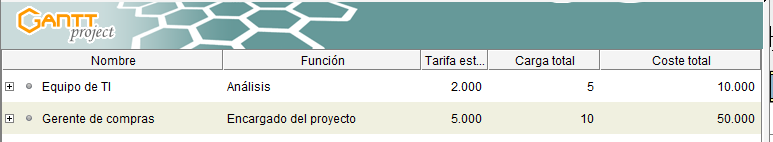 GANTT
project
Nombre Función Tarifa est... Carga total Coste total
Equipo de TI Análisis 2.000 5 10.000
Gerente de compras Encargado del proyecto 5.000 10 50.000